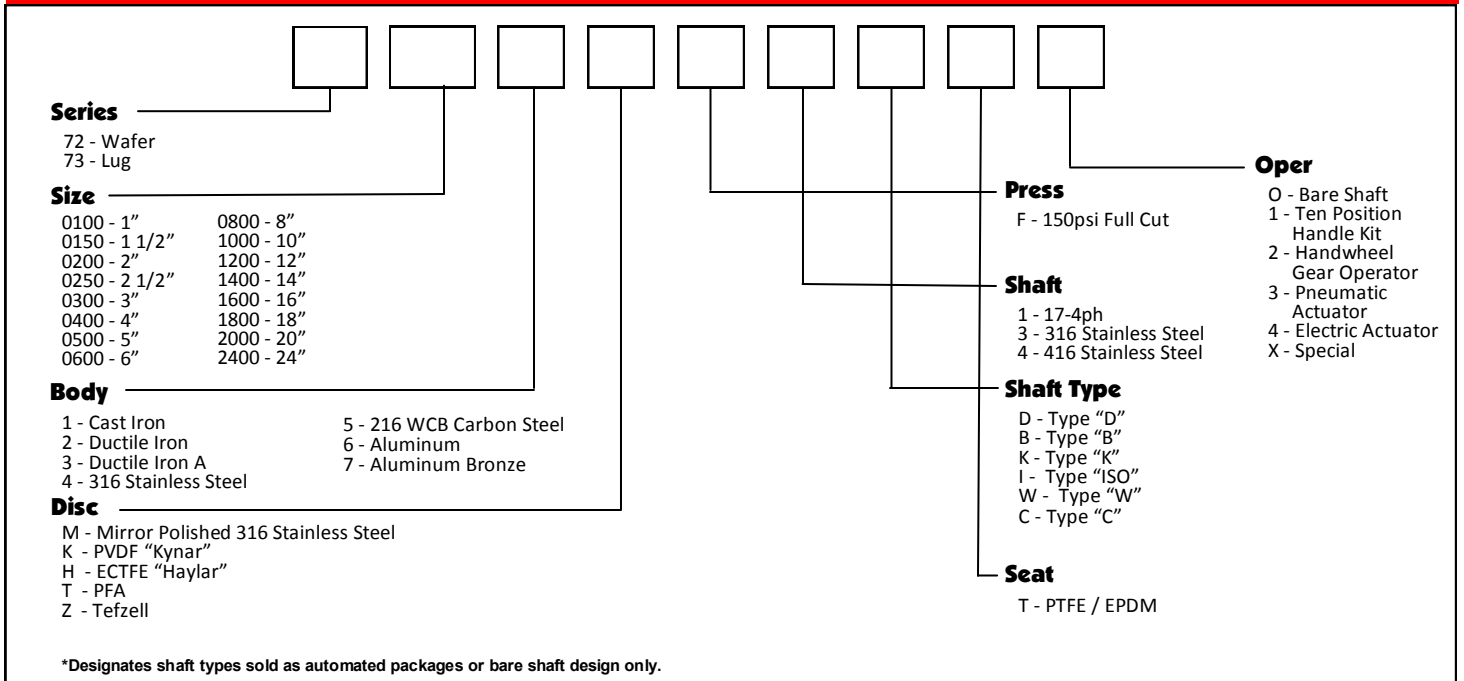 Series
72 - Wafer
73 - Lug
Size
0100 - 1”
0150 - 1 1/2”
0200 - 2”
0250 - 2 1/2”
0300 - 3”
0400 - 4”
0500 - 5”
0600 - 6”
0800 - 8”
1000 - 10”
1200 - 12”
1400 - 14”
1600 - 16”
1800 - 18”
2000 - 20”
2400 - 24”
Body
1 - Cast Iron
2 - Ductile Iron
3 - Ductile Iron A
4 - 316 Stainless Steel
5 - 216 WCB Carbon Steel
6 - Aluminum
7 - Aluminum Bronze
Disc
M - Mirror Polished 316 Stainless Steel
K - PVDF “Kynar”
H - ECTFE “Haylar”
T - PFA
Z - Tefzell
Press
F - 150psi Full Cut
Shaft
1 - 17-4ph
3 - 316 Stainless Steel
4 - 416 Stainless Steel
Shaft Type
D - Type “D”
B - Type “B”
K - Type “K”
I - Type “ISO”
W - Type “W”
C - Type “C”
Seat
T - PTFE / EPDM
Oper
O - Bare Shaft
1 - Ten Position
Handle Kit
2 - Handwheel
Gear Operator
3 - Pneumatic
Actuator
4 - Electric Actuator
X - Special
*Designates shaft types sold as automated packages or bare shaft design only.